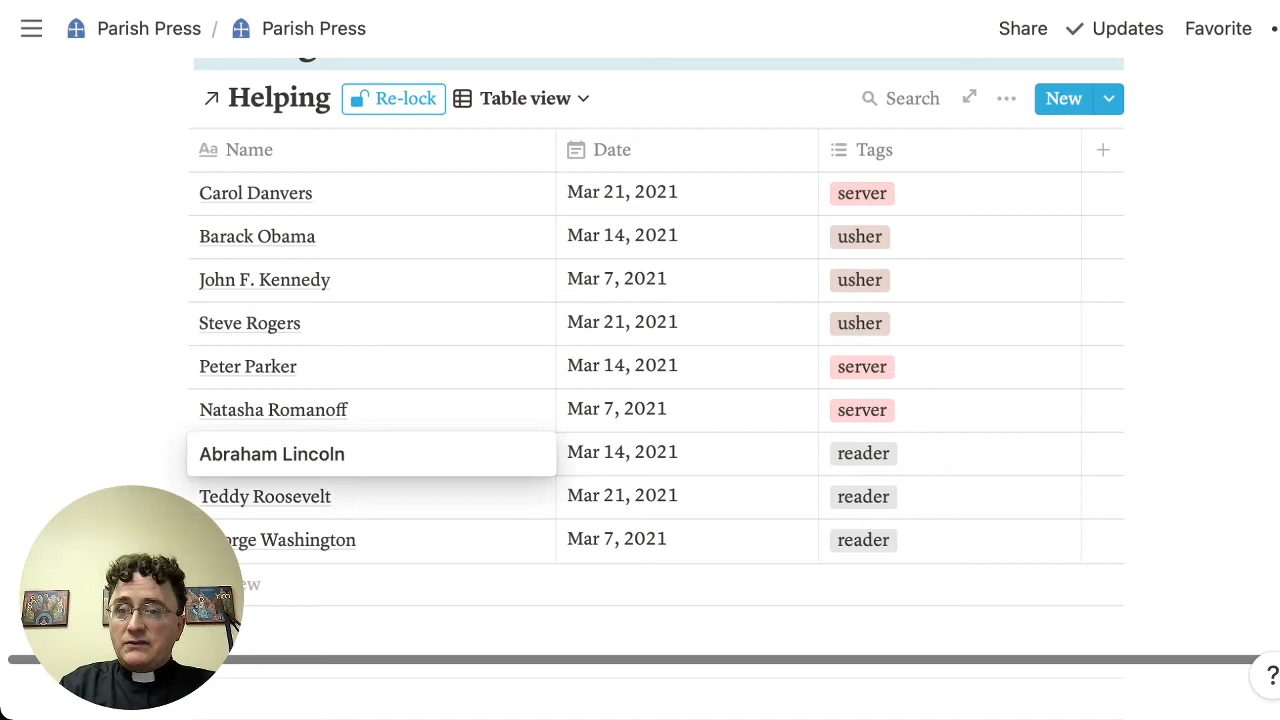 Parish Press / Parish Press Share Updates Favorite
Helping Re-lock Table view Search New
Aa Name Date Tags
Carol Danvers Mar 21, 2021 server
Barack Obama Mar 14, 2021 usher
John F. Kennedy Mar 7, 2021 usher
Steve Rogers Mar 21, 2021 usher
Peter Parker Mar 14, 2021 server
Natasha Romanoff Mar 7, 2021 server
Abraham Lincoln Mar 14, 2021 reader
Teddy Roosevelt Mar 21, 2021 reader
Washington Mar 7, 2021 reader
?